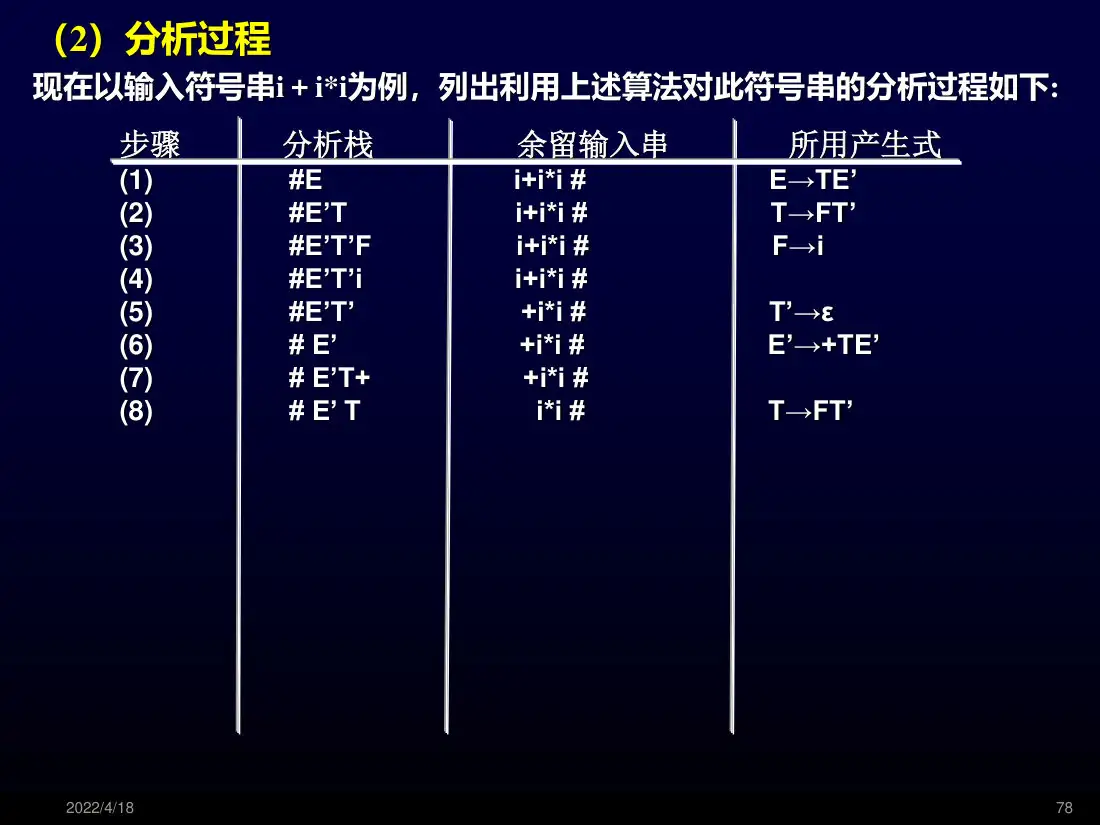 （2）分析过程
现在以输入符号串i + i*i为例，列出利用上述算法对此符号串的分析过程如下：
步骤 分析栈 余留输入串 所用产生式
(1) #E i+i*i # E→TE’
(2) #E’T i+i*i # T→FT’
(3) #E’T’F i+i*i # F→i
(4) #E’T’i i+i*i #
(5) #E’T’ +i*i # T’→ε
(6) # E’ +i*i # E’→+TE’
(7) # E’T+ +i*i #
(8) # E’ T i*i # T→FT’
2022/4/18 78